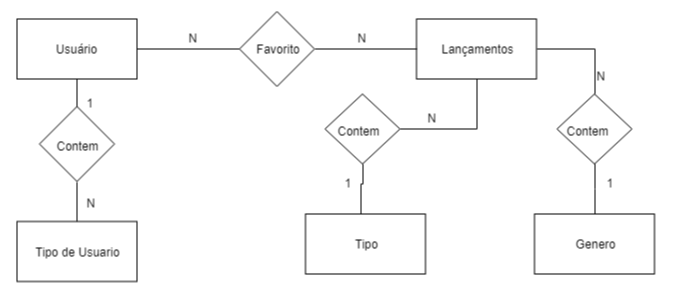 Usuário
N
Favorito
N
Lançamentos
1
Contem
N
Tipo de Usuario
Contem
N
1
Tipo
N
Contem
1
Genero